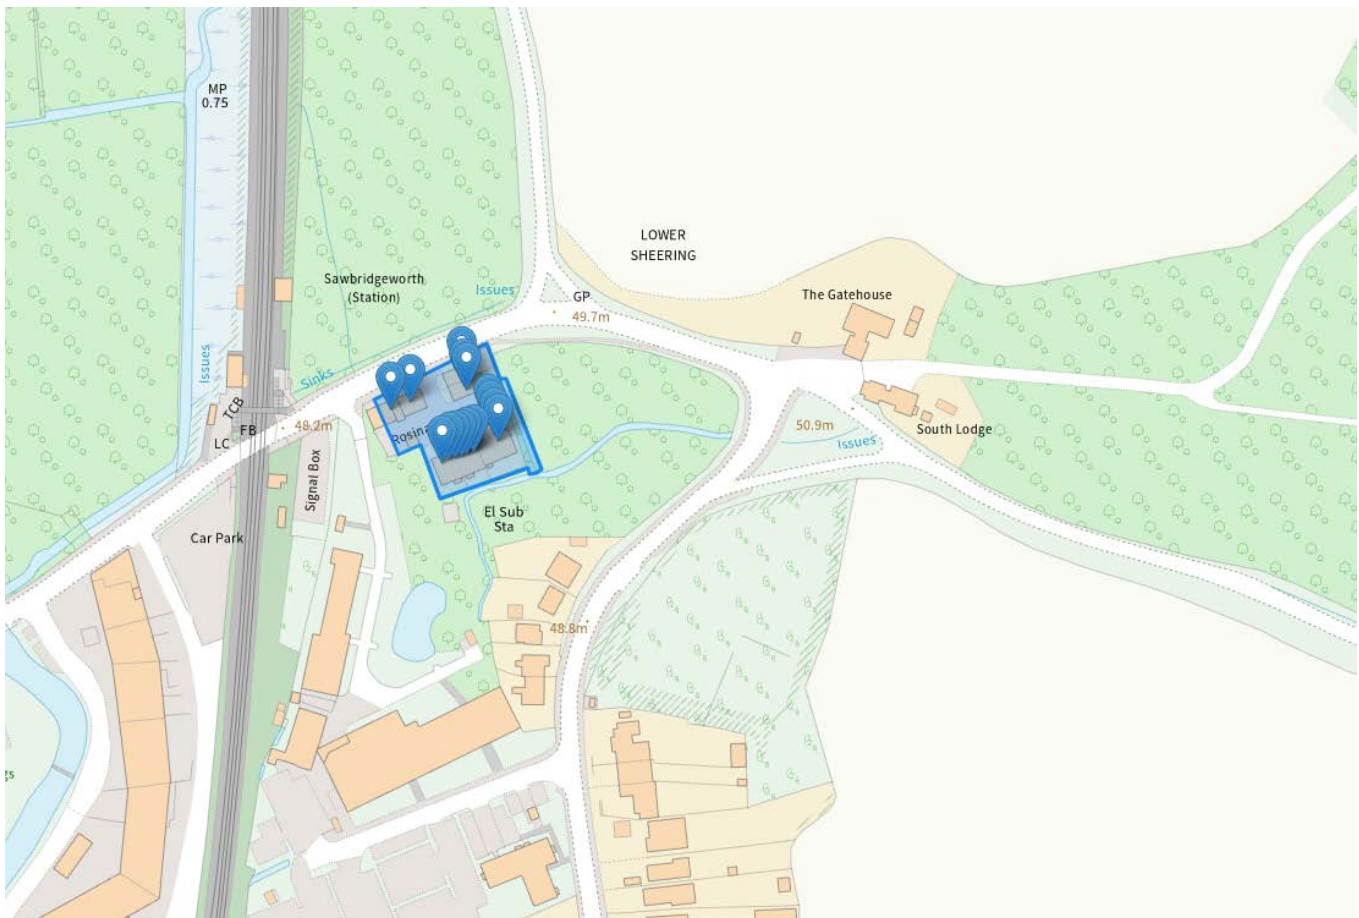 MP
0.75
LOWER
SHEERING
Sawbridgeworth
(Station)
Issues
GP
49.7m
The Gatehouse
Issues
Sinks
TCB
FB
LC
48.2m
Rosina
50.9m
Issues
South Lodge
Signal Box
El Sub
Sta
Car Park
48.8m
gs